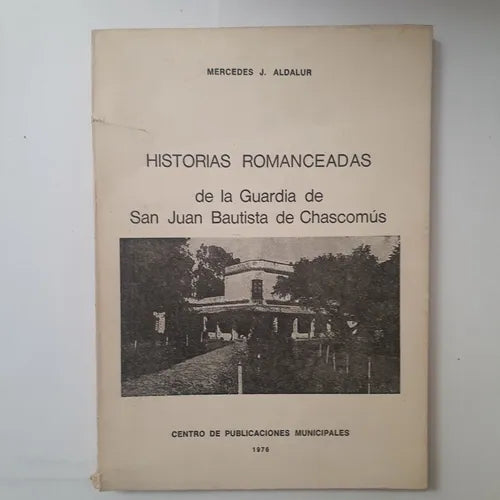 MERCEDES J. ALDALUR
HISTORIAS ROMANCEADAS
de la Guardia de
San Juan Bautista de Chascomús
CENTRO DE PUBLICACIONES MUNICIPALES
1976